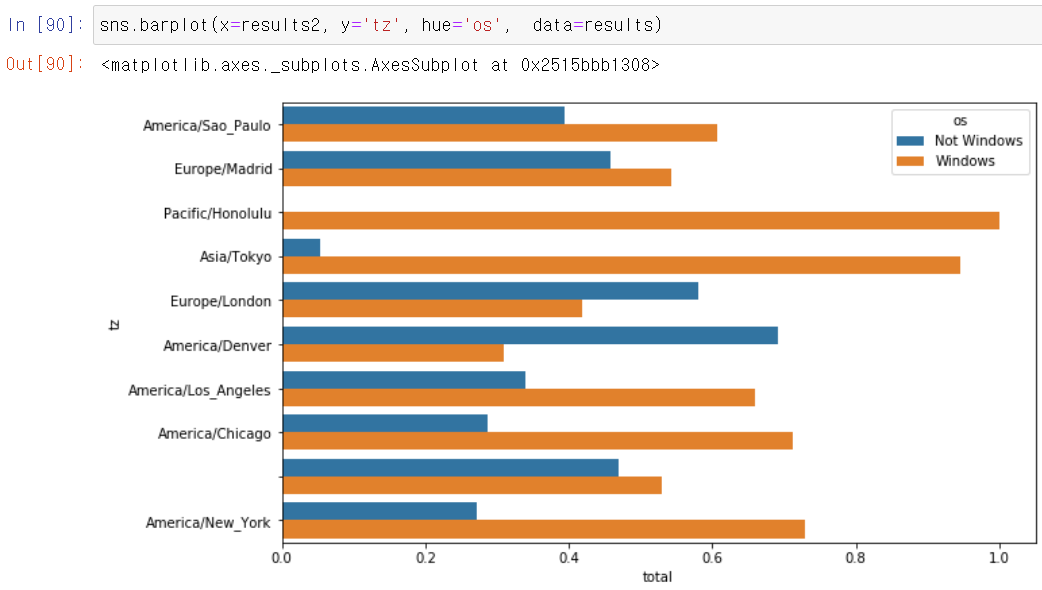 In [90]: sns.barplot(x=results2, y='tz', hue='os',  data=results)
Out[90]: <matplotlib.axes._subplots.AxesSubplot at 0x2515bbb1308>
os
Not Windows
Windows
America/Sao_Paulo
Europe/Madrid
Pacific/Honolulu
Asia/Tokyo
Europe/London
tz
America/Denver
America/Los_Angeles
America/Chicago
America/New_York
0.0 0.2 0.4 0.6 0.8 1.0
total